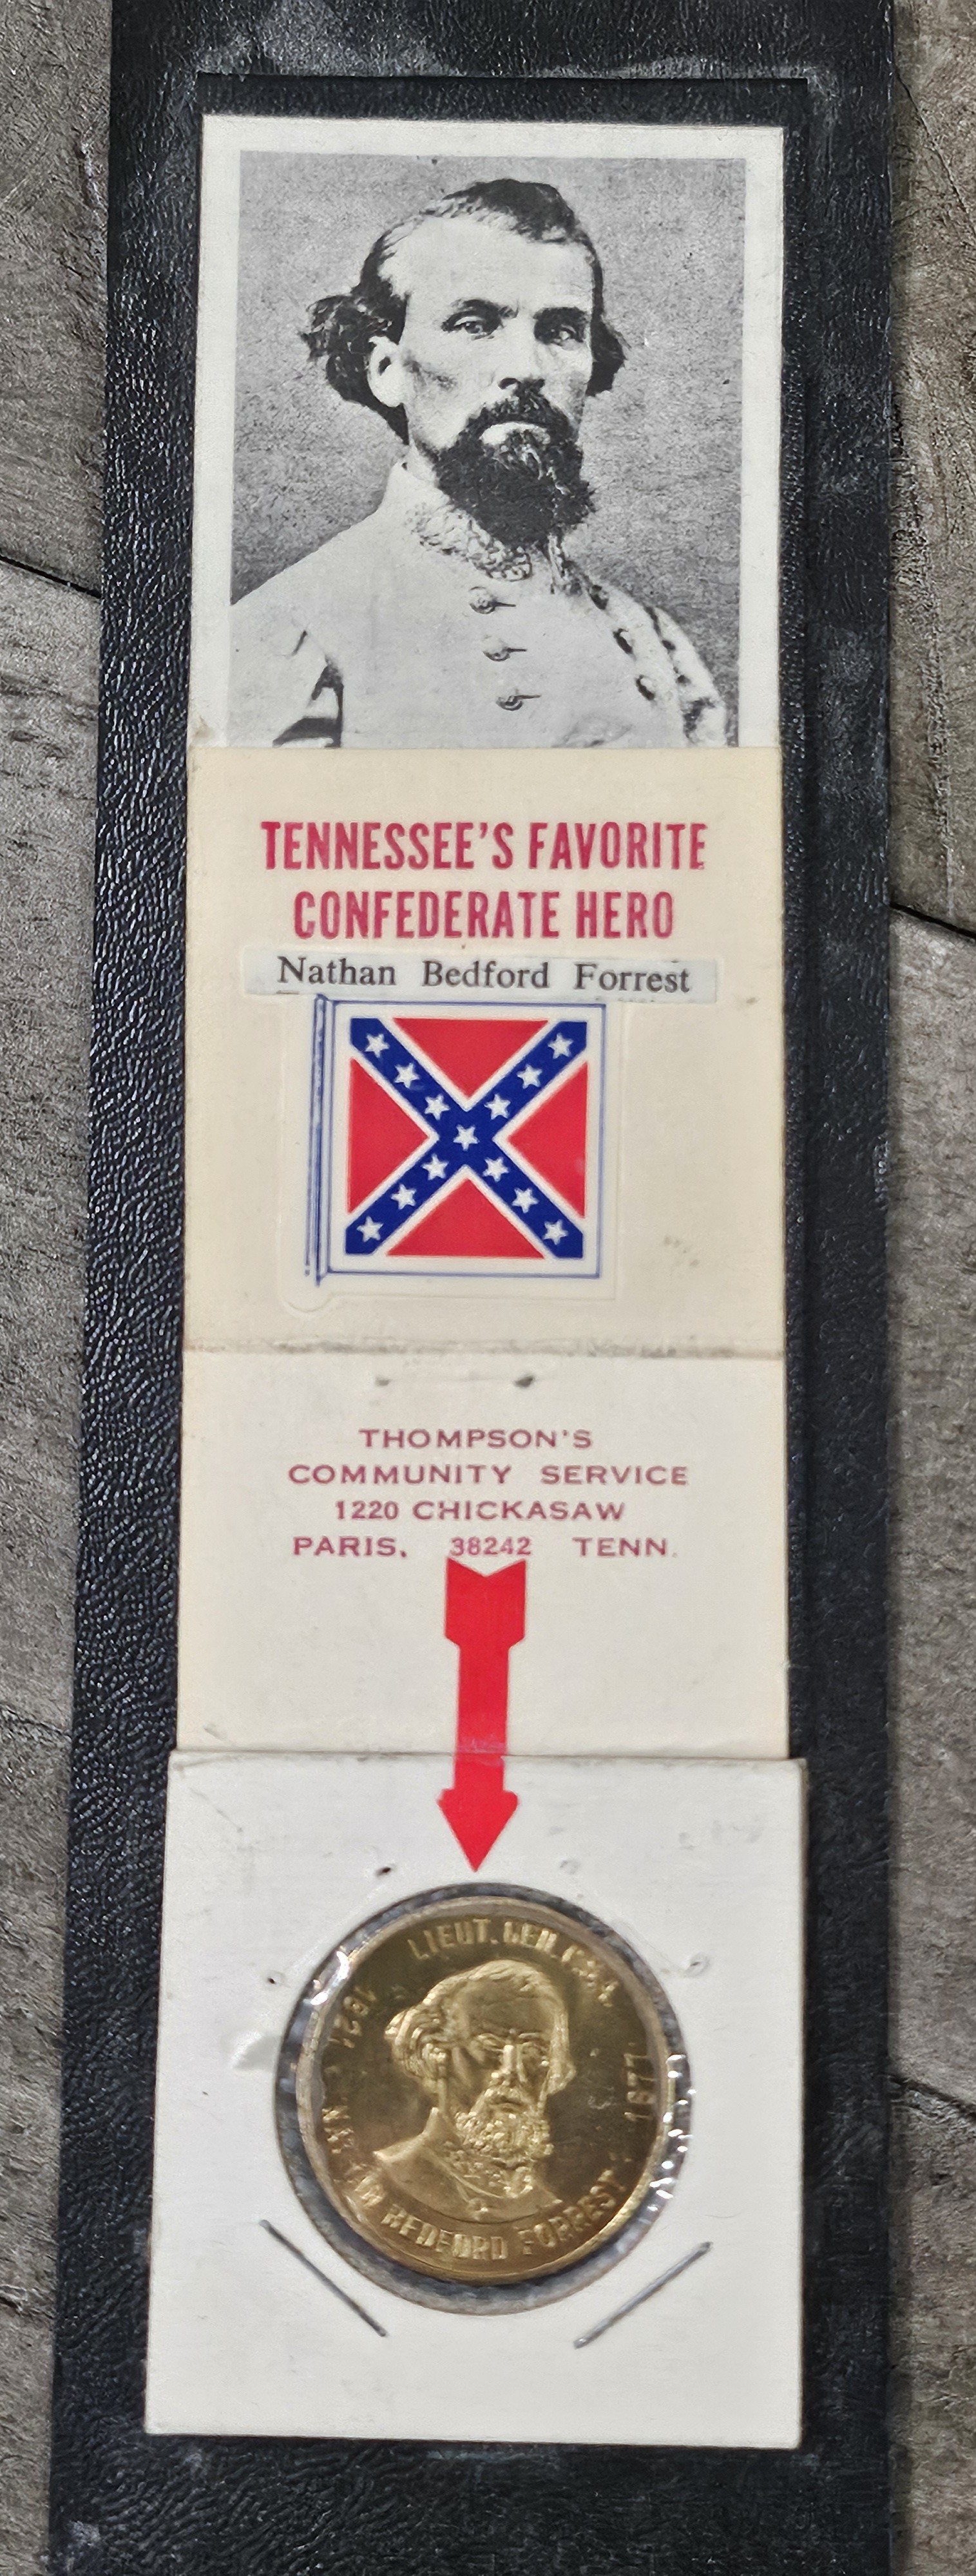 TENNESSEE'S FAVORITE
CONFEDERATE HERO
Nathan Bedford Forrest
THOMPSON'S
COMMUNITY SERVICE
1220 CHICKASAW
PARIS, 38242 TENN.
LIEUT. GEN. C.S.A.
1821
1877
BEDFORD FORREST